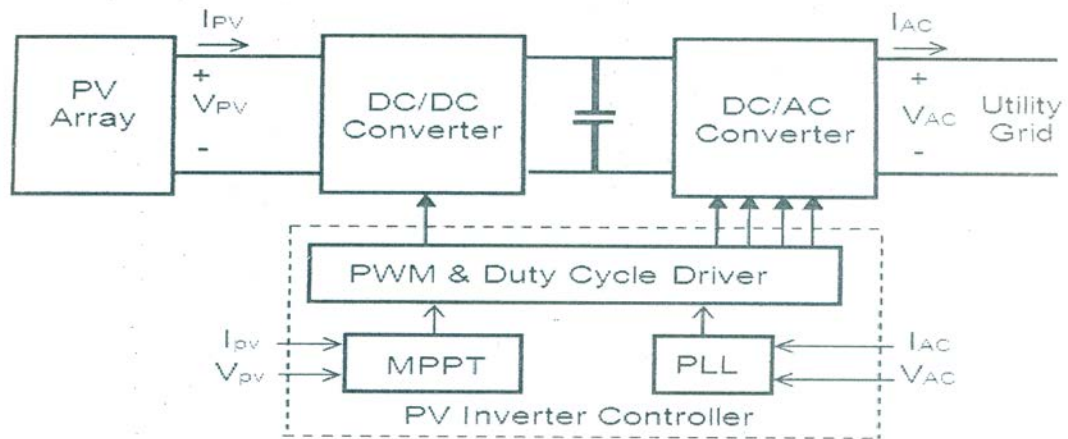 IPV
+
VPV
-
PV
Array
DC/DC
Converter
DC/AC
Converter
IAC
+
VAC
-
Utility
Grid
PWM & Duty Cycle Driver
Ipv
Vpv
MPPT
PLL
IAC
VAC
PV Inverter Controller